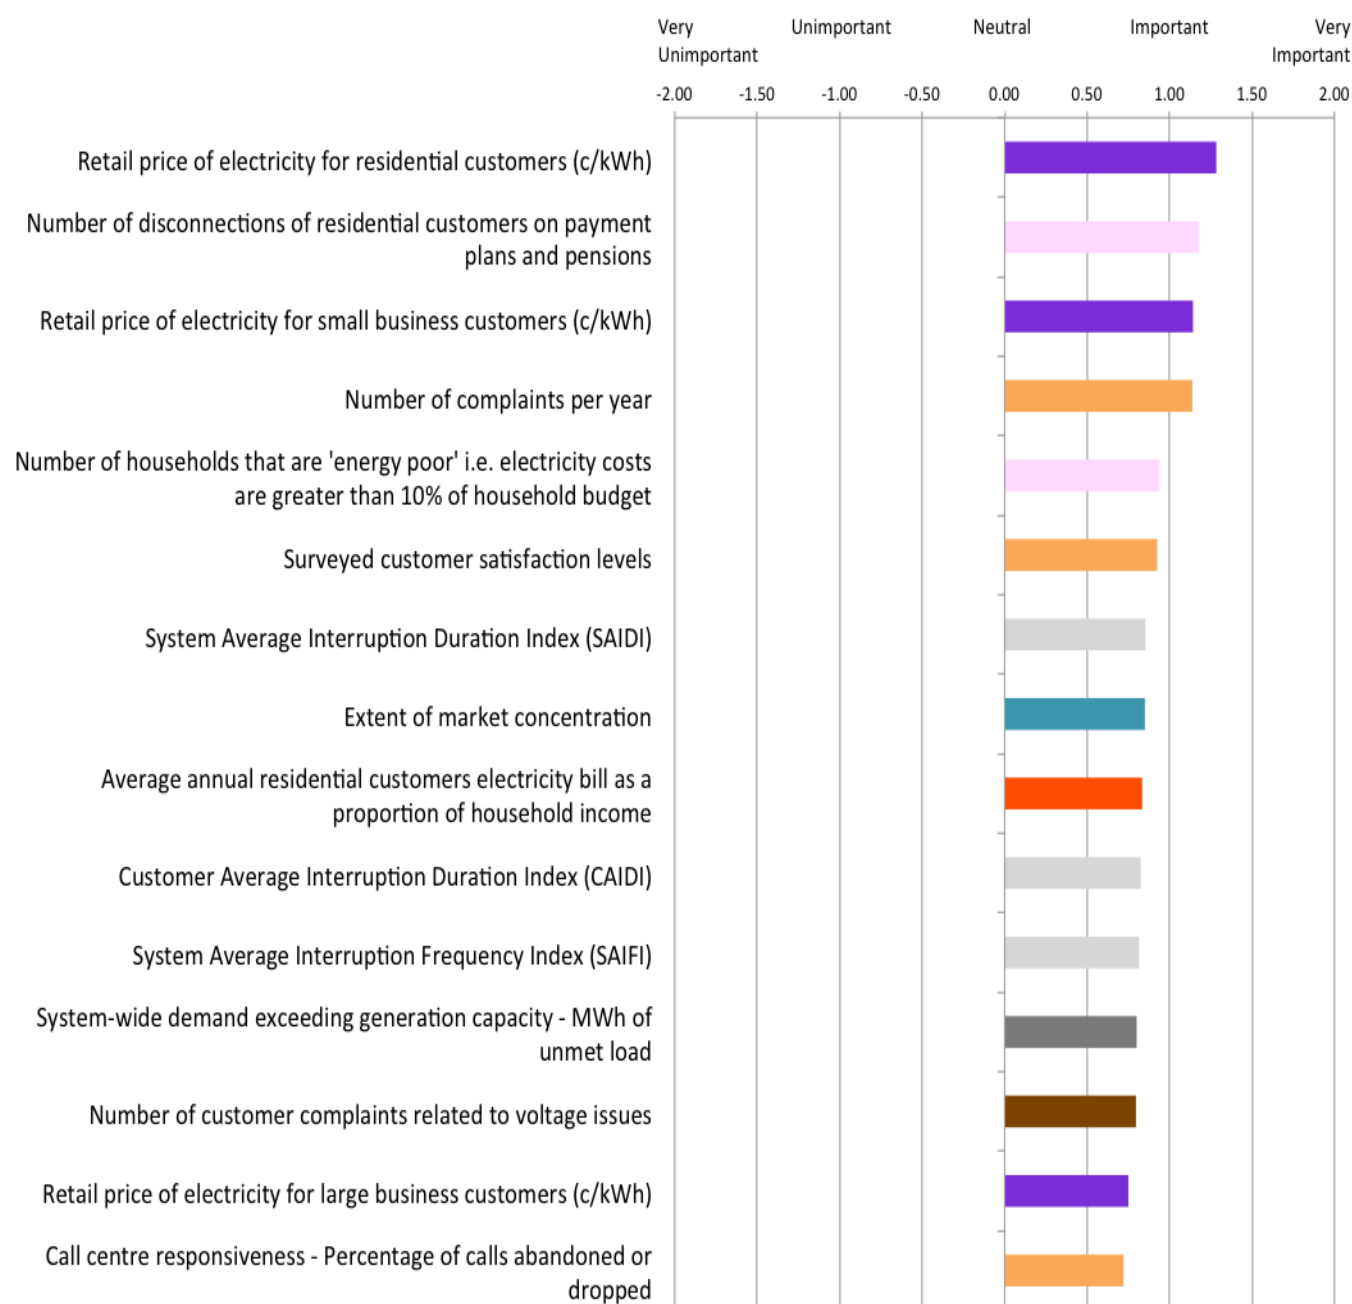 Very Unimportant Neutral Important Very
Unimportant Important
-2.00 -1.50 -1.00 -0.50 0.00 0.50 1.00 1.50 2.00
Retail price of electricity for residential customers (c/kWh)
Number of disconnections of residential customers on payment
plans and pensions
Retail price of electricity for small business customers (c/kWh)
Number of complaints per year
Number of households that are 'energy poor' i.e. electricity costs
are greater than 10% of household budget
Surveyed customer satisfaction levels
System Average Interruption Duration Index (SAIDI)
Extent of market concentration
Average annual residential customers electricity bill as a
proportion of household income
Customer Average Interruption Duration Index (CAIDI)
System Average Interruption Frequency Index (SAIFI)
System-wide demand exceeding generation capacity - MWh of
unmet load
Number of customer complaints related to voltage issues
Retail price of electricity for large business customers (c/kWh)
Call centre responsiveness - Percentage of calls abandoned or
dropped